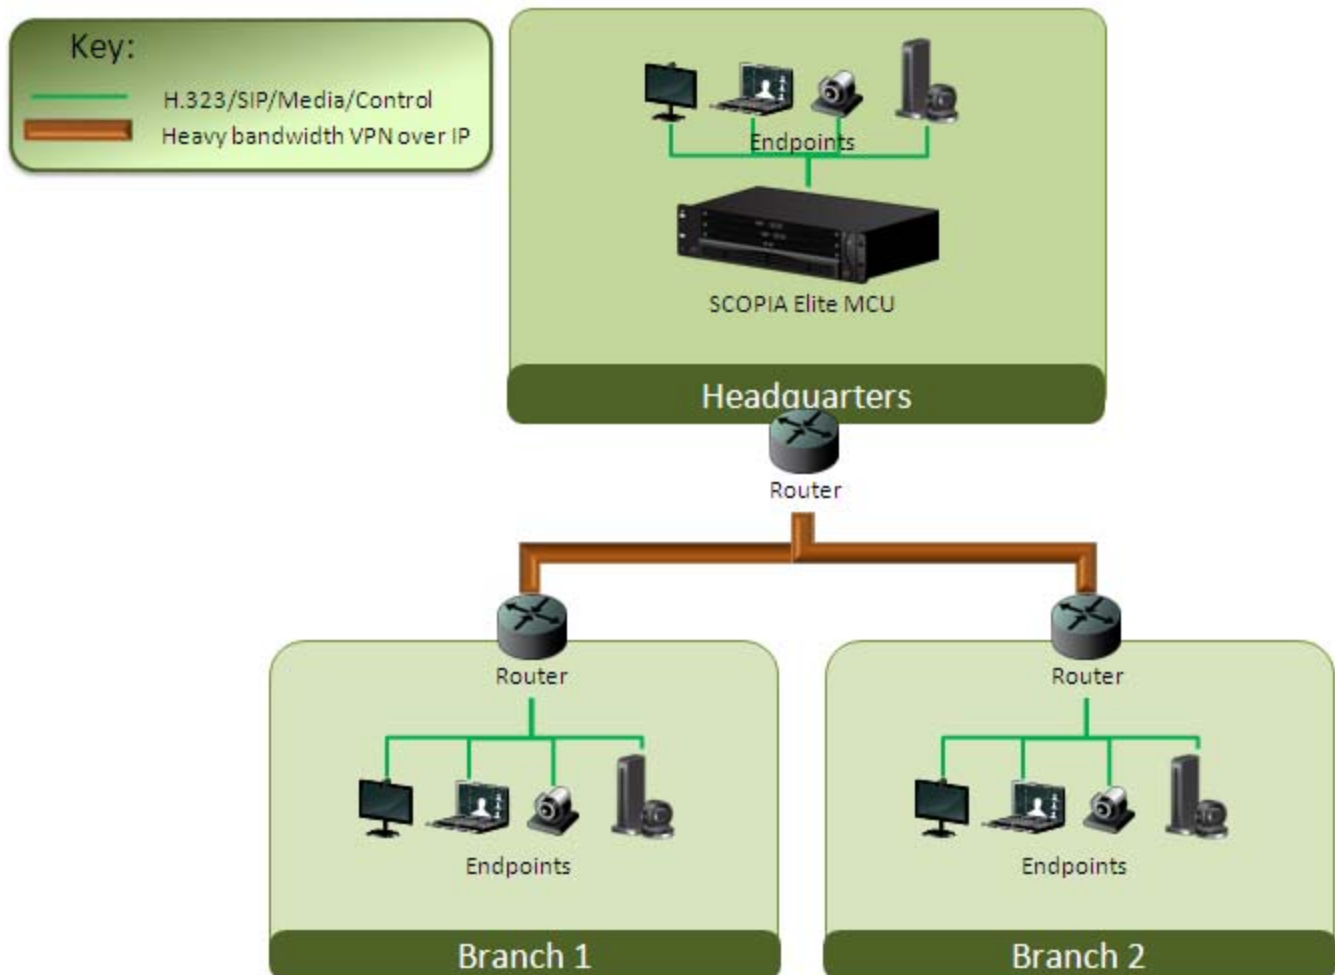 Key:
H.323/SIP/Media/Control
Heavy bandwidth VPN over IP
Endpoints
SCOPIA Elite MCU
Headquarters
Router
Router
Router
Endpoints
Endpoints
Branch 1
Branch 2